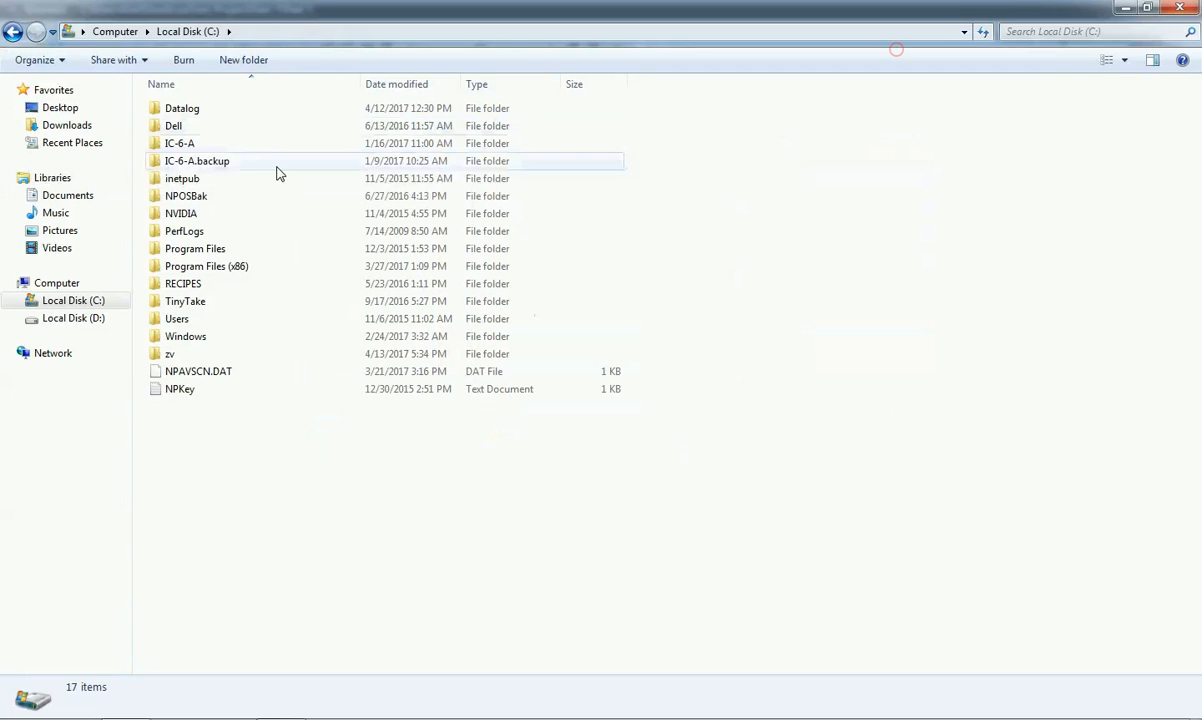 Computer Local Disk (C:) Search Local Disk (C:)
Organize Share with Burn New folder
Name Date modified Type Size
Favorites
Desktop
Downloads
Recent Places
Libraries
Documents
Music
Pictures
Videos
Computer
Local Disk (C:)
Local Disk (D:)
Network
Datalog 4/12/2017 12:30 PM File folder
Dell 6/13/2016 11:57 AM File folder
IC-6-A 1/16/2017 11:00 AM File folder
IC-6-A.backup 1/9/2017 10:25 AM File folder
inetpub 11/5/2015 11:55 AM File folder
NPOSBak 6/27/2016 4:13 PM File folder
NVIDIA 11/4/2015 4:55 PM File folder
PerfLogs 7/14/2009 8:50 AM File folder
Program Files 12/3/2015 1:53 PM File folder
Program Files (x86) 3/27/2017 1:09 PM File folder
RECIPES 5/23/2016 1:11 PM File folder
TinyTake 9/17/2016 5:27 PM File folder
Users 11/6/2015 11:02 AM File folder
Windows 2/24/2017 3:32 AM File folder
zv 4/13/2017 5:34 PM File folder
NPAVSCN.DAT 3/21/2017 3:16 PM DAT File 1 KB
NPKey 12/30/2015 2:51 PM Text Document 1 KB
17 items